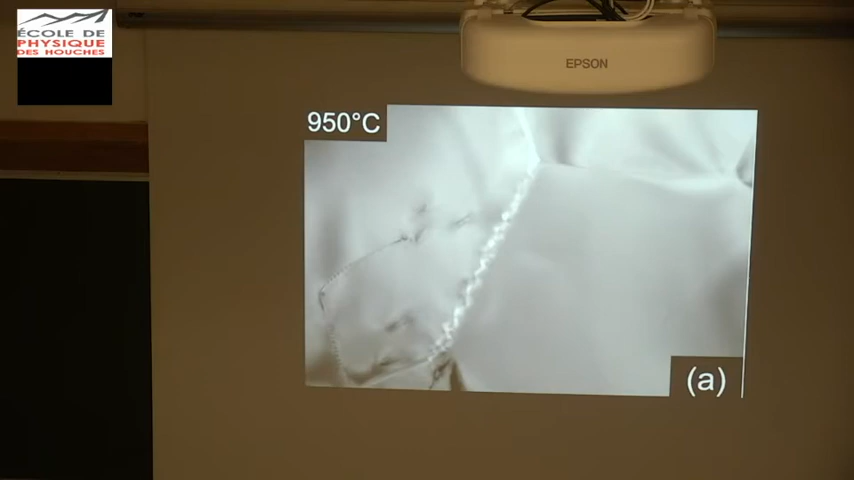 ÉCOLE DE
PHYSIQUE
DES HOUCHES
EPSON
950°C
(a)